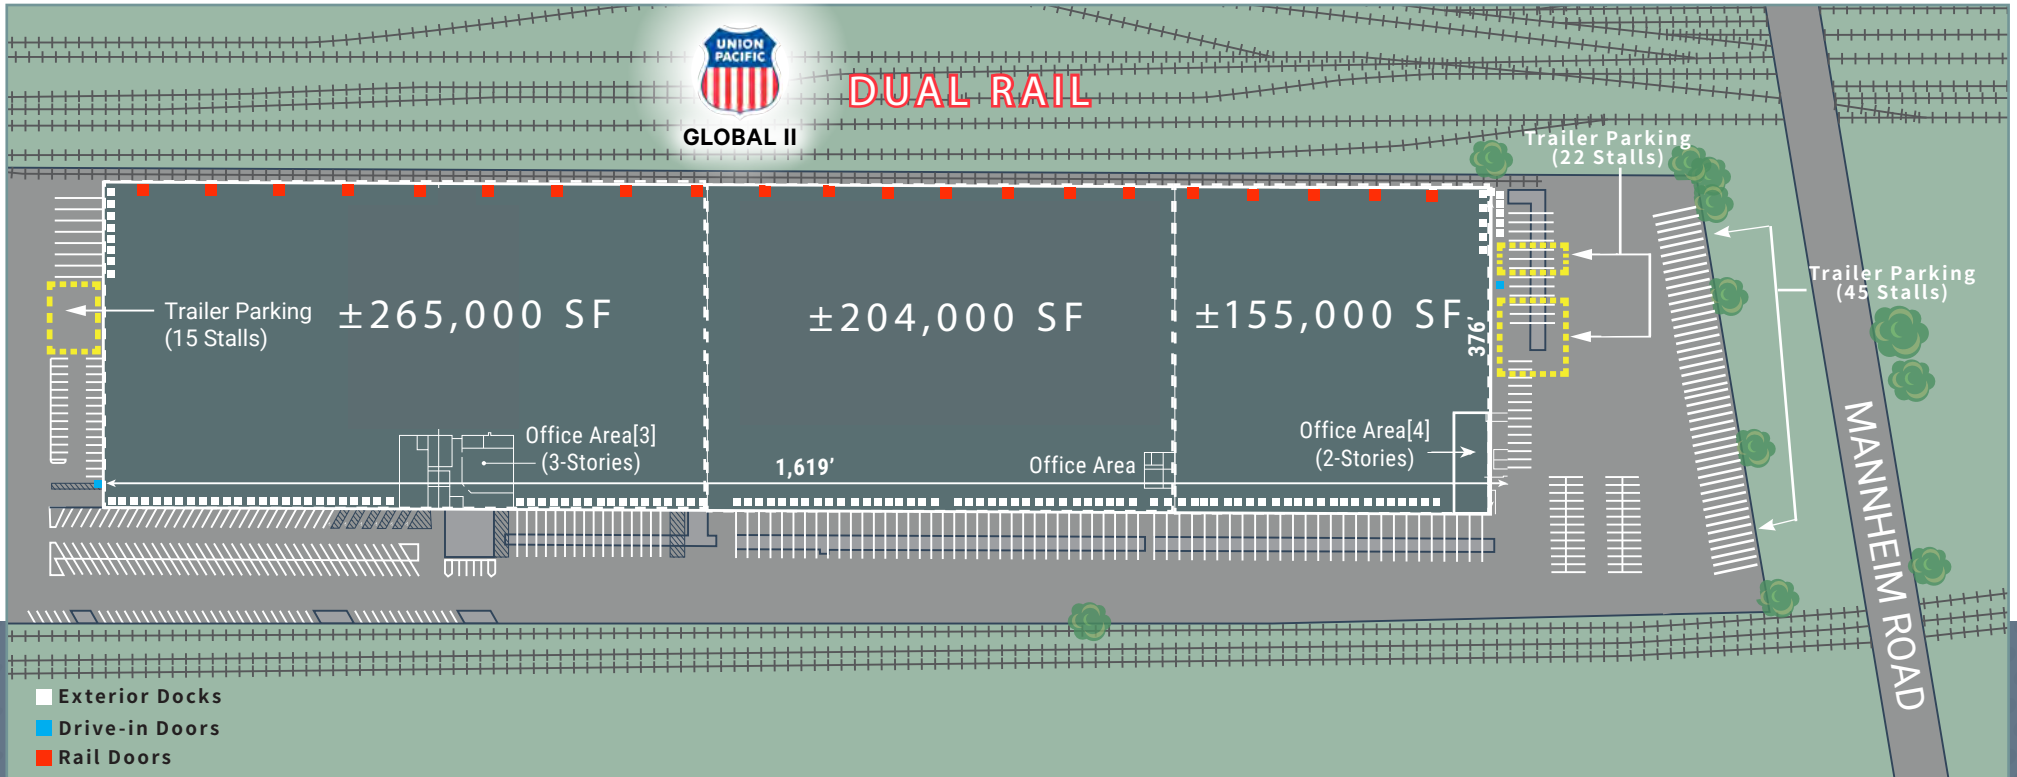 UNION
PACIFIC
GLOBAL II
DUAL RAIL
Trailer Parking
(22 Stalls)
Trailer Parking
(45 Stalls)
Trailer Parking
(15 Stalls)
±265,000 SF
±204,000 SF
±155,000 SF
376’
Office Area[3]
(3-Stories)
1,619’
Office Area
Office Area[4]
(2-Stories)
MANNHEIM ROAD
Exterior Docks
Drive-in Doors
Rail Doors